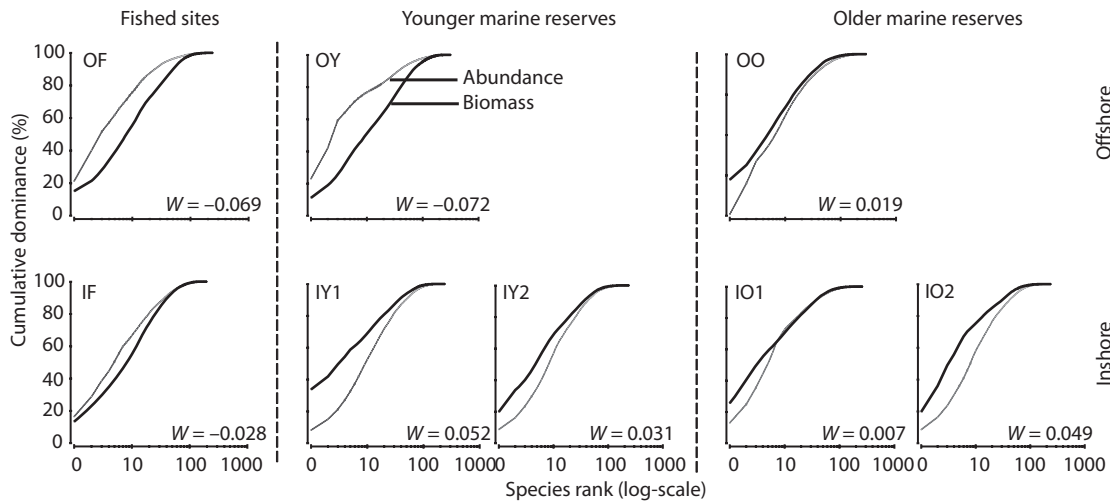 Fished sites Younger marine reserves Older marine reserves
100 OF OY OO
80 Abundance
Biomass
60
40
20
0 W = –0.069 W = –0.072 W = 0.019
Cumulative dominance (%)
Offshore
100 IF IY1 IY2 IO1 IO2
80
60
40
20
0 W = –0.028 W = 0.052 W = 0.031 W = 0.007 W = 0.049
0 10 100 1000 0 10 100 1000 0 10 100 1000 0 10 100 1000 0 10 100 1000
Inshore
Species rank (log-scale)